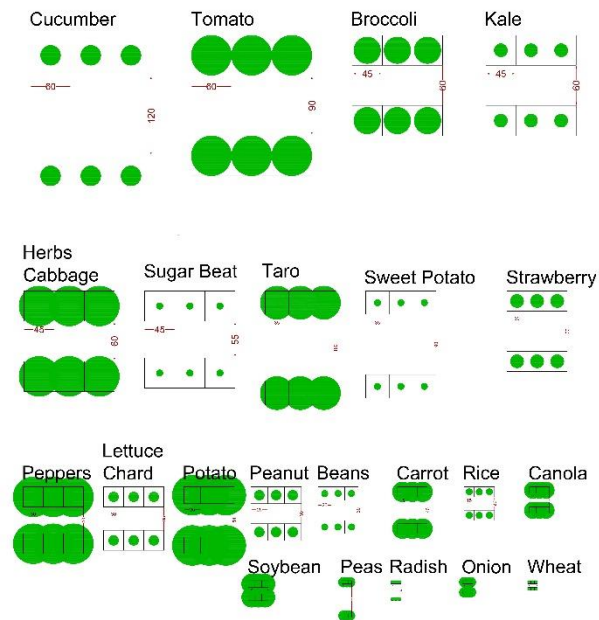 Cucumber
Tomato
Broccoli
Kale
60
60
45
45
120
90
60
60
Herbs
Cabbage
Sugar Beat
Taro
Sweet Potato
Strawberry
45
45
60
55
Peppers
Lettuce
Chard
Potato
Peanut
Beans
Carrot
Rice
Canola
Soybean
Peas
Radish
Onion
Wheat